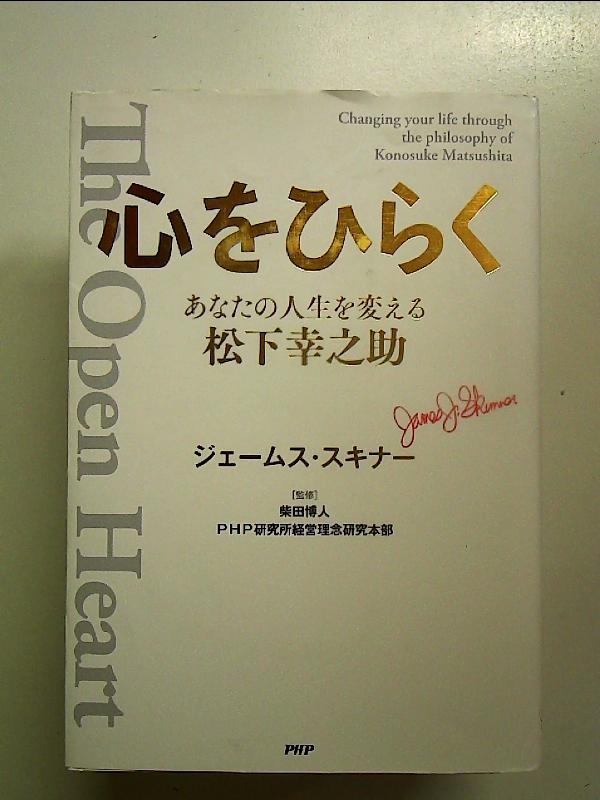 The Open Heart
Changing your life through
the philosophy of
Konosuke Matsushita
心をひらく
あなたの人生を変える
松下幸之助
James J. Skinner
ジェームス・スキナー
[監修]
柴田博人
PHP研究所経営理念研究本部
PHP